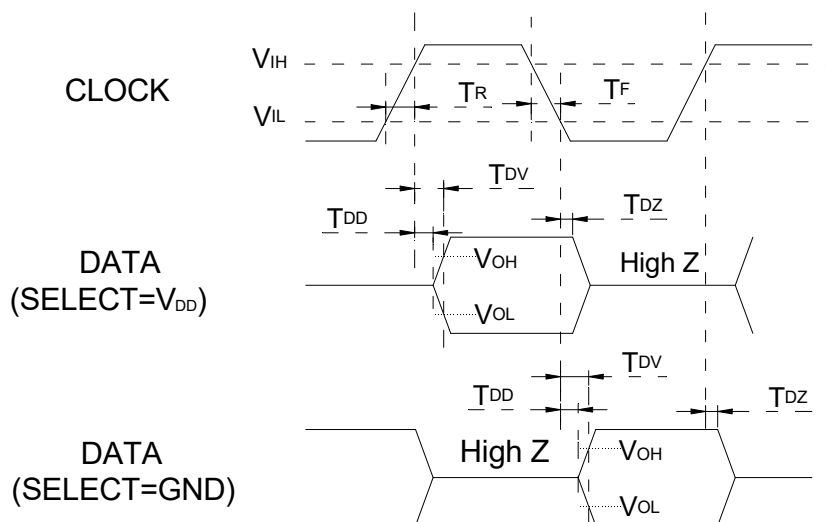 VIH
CLOCK
TR
TF
VIL
TDV
TDD
TDZ
DATA
(SELECT=VDD)
VOH
High Z
VOL
TDV
TDD
TDZ
DATA
(SELECT=GND)
High Z
VOH
VOL